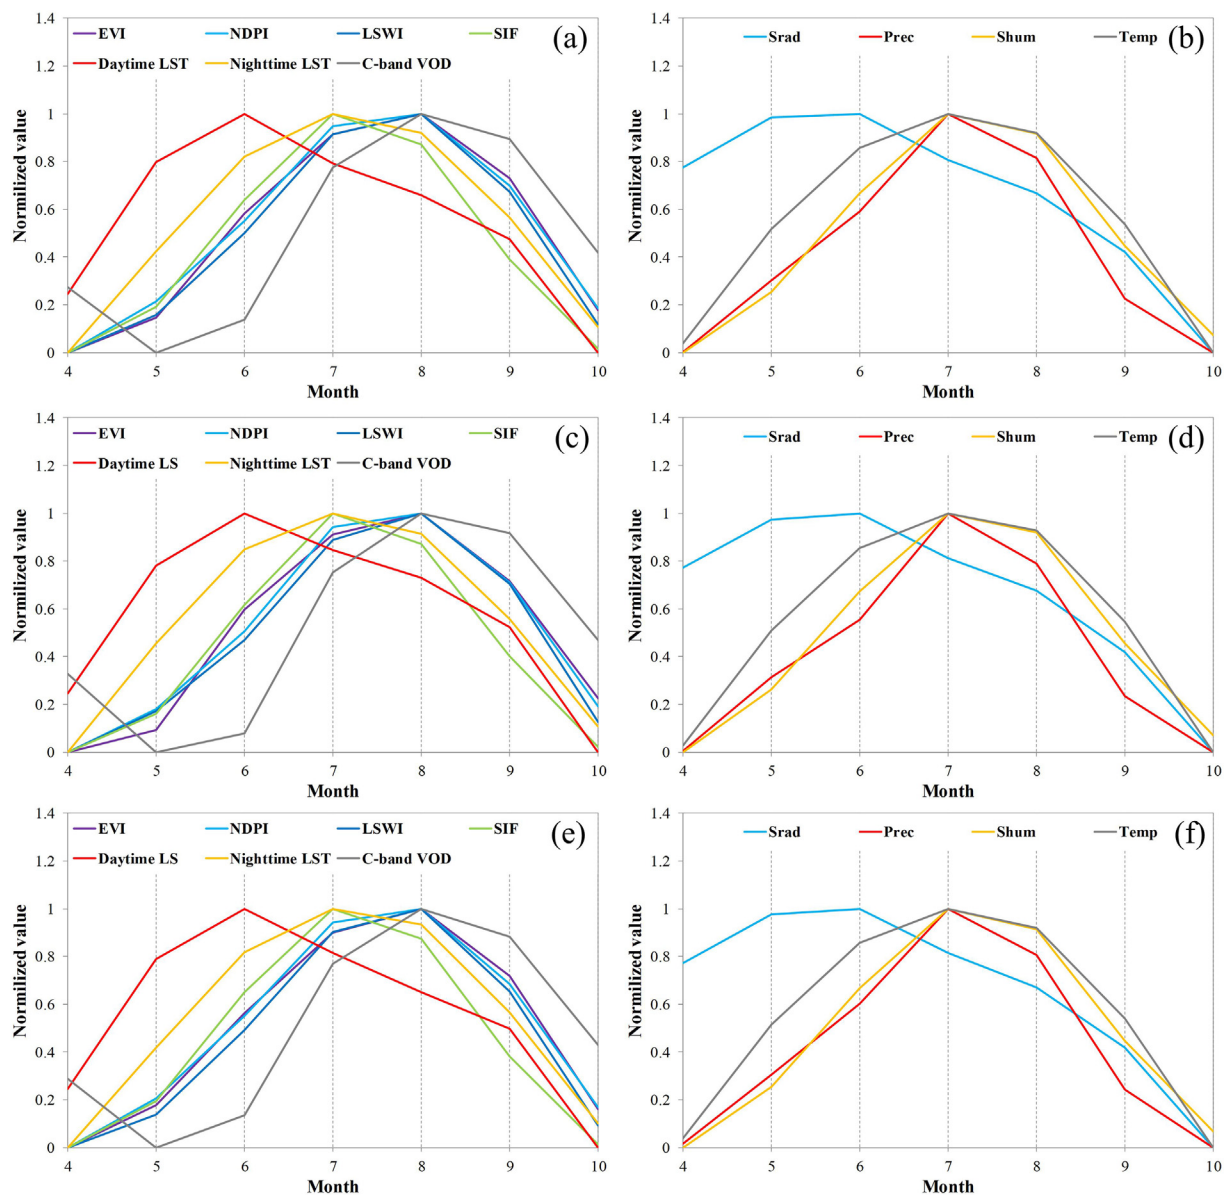 1.4
EVI NDPI LSWI SIF (a)
1.2
Daytime LST Nighttime LST C-band VOD
1
0.8
0.6
0.4
0.2
0
Normilized value
4 5 6 7 8 9 10
Month
1.4
Srad Prec Shum Temp (b)
1.2
1
0.8
0.6
0.4
0.2
0
Normilized value
4 5 6 7 8 9 10
Month
1.4
EVI NDPI LSWI SIF (c)
1.2
Daytime LS Nighttime LST C-band VOD
1
0.8
0.6
0.4
0.2
0
Normilized value
4 5 6 7 8 9 10
Month
1.4
Srad Prec Shum Temp (d)
1.2
1
0.8
0.6
0.4
0.2
0
Normilized value
4 5 6 7 8 9 10
Month
1.4
EVI NDPI LSWI SIF (e)
1.2
Daytime LS Nighttime LST C-band VOD
1
0.8
0.6
0.4
0.2
0
Normilized value
4 5 6 7 8 9 10
Month
1.4
Srad Prec Shum Temp (f)
1.2
1
0.8
0.6
0.4
0.2
0
Normilized value
4 5 6 7 8 9 10
Month